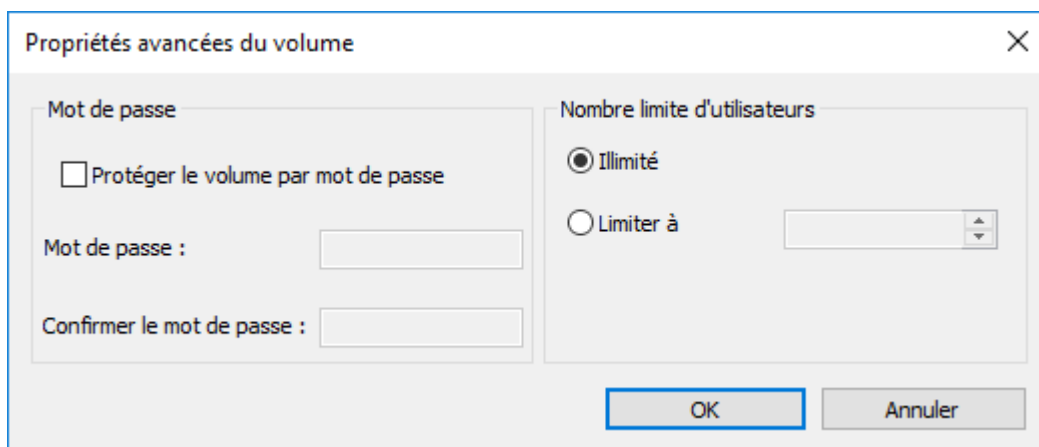 Propriétés avancées du volume
Mot de passe
Protéger le volume par mot de passe
Mot de passe :
Confirmer le mot de passe :
Nombre limite d'utilisateurs
Illimité
Limiter à
OK
Annuler